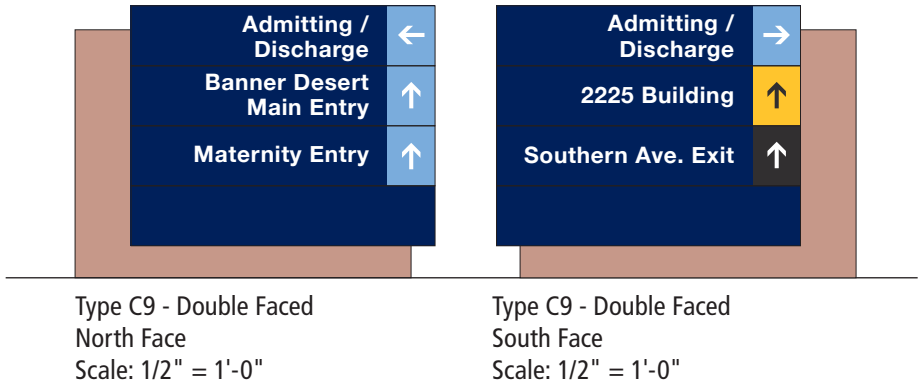 Admitting /
Discharge
Banner Desert
Main Entry
Maternity Entry
Type C9 - Double Faced
North Face
Scale: 1/2" = 1'-0"
Admitting /
Discharge
2225 Building
Southern Ave. Exit
Type C9 - Double Faced
South Face
Scale: 1/2" = 1'-0"